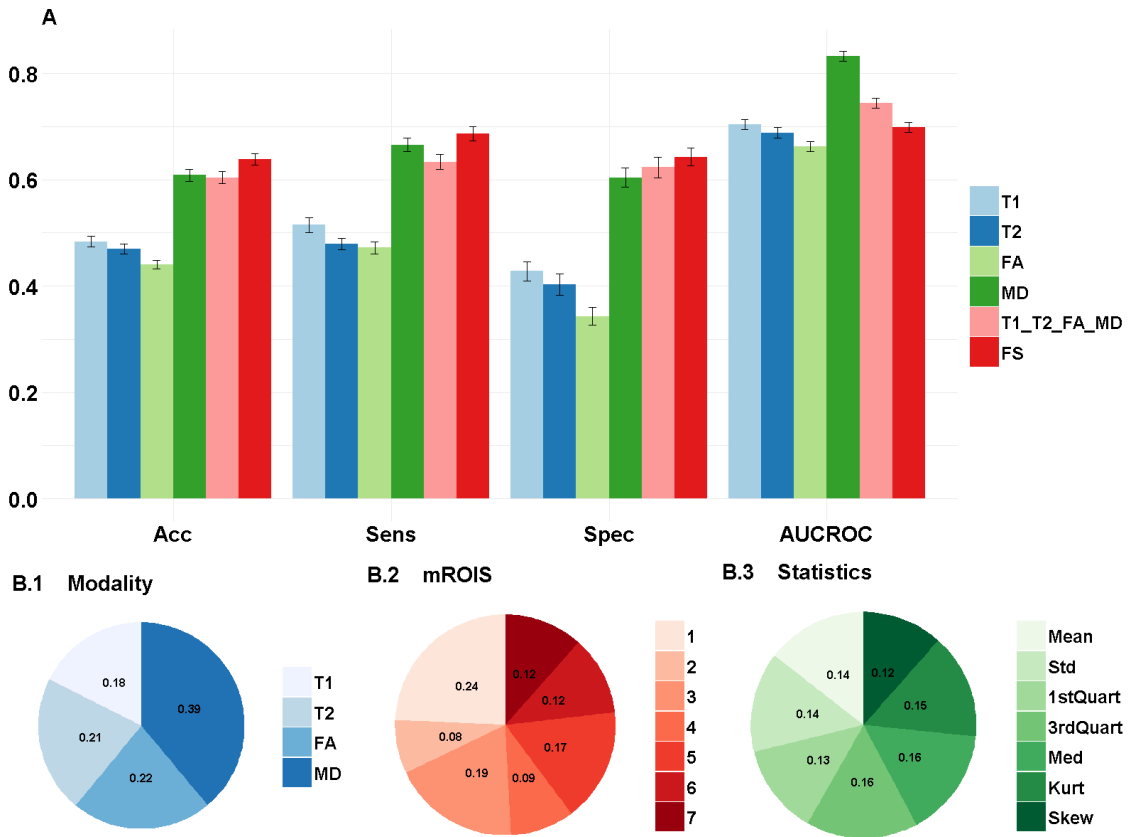 A
0.8
0.6
0.4
0.2
0.0
Acc Sens Spec AUCROC
T1
T2
FA
MD
T1_T2_FA_MD
FS
B.1 Modality
0.18
0.39
0.21
0.22
T1
T2
FA
MD
B.2 mROIS
0.24
0.12
0.12
0.08
0.17
0.19
0.09
1
2
3
4
5
6
7
B.3 Statistics
0.14
0.12
0.15
0.14
0.16
0.13
0.16
Mean
Std
1stQuart
3rdQuart
Med
Kurt
Skew